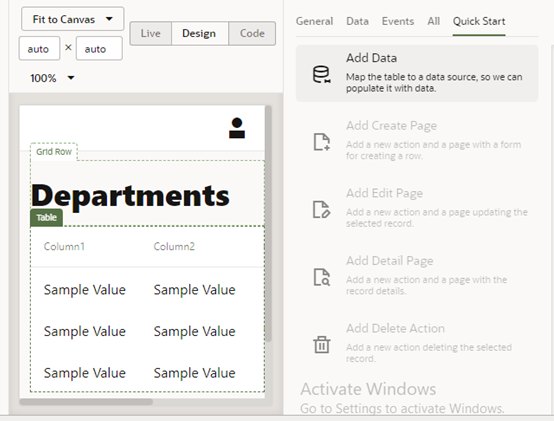 Fit to Canvas
auto × auto
Live Design Code
100%
Grid Row
Departments
Table
Column1 Column2
Sample Value Sample Value
Sample Value Sample Value
Sample Value Sample Value
General Data Events All Quick Start
Add Data
Map the table to a data source, so we can
populate it with data.
Add Create Page
Add a new action and a page with a form
for creating a row.
Add Edit Page
Add a new action and a page updating the
selected record.
Add Detail Page
Add a new action and a page with the
record details.
Add Delete Action
Add a new action deleting the selected
record.
Activate Windows
Go to Settings to activate Windows.